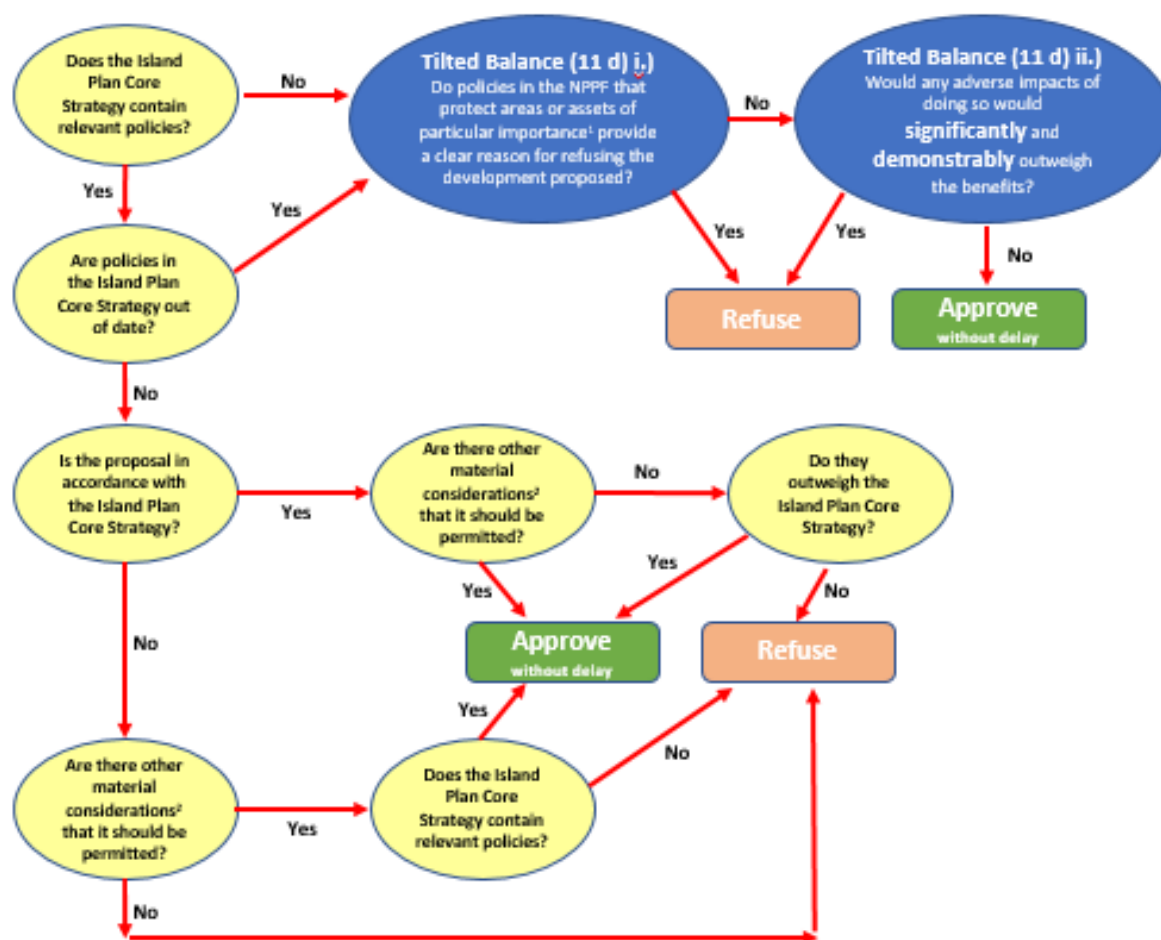 Does the Island
Plan Core
Strategy contain
relevant policies?
No
Tilted Balance (11 d) i.)
Do policies in the NPPF that
protect areas or assets of
particular importance¹ provide
a clear reason for refusing the
development proposed?
No
Tilted Balance (11 d) ii.)
Would any adverse impacts of
doing so would
significantly and
demonstrably outweigh
the benefits?
Yes
Yes
Are policies in
the Island Plan
Core Strategy out
of date?
Yes
Yes
No
Refuse
Approve
without delay
No
Is the proposal in
accordance with
the Island Plan
Core Strategy?
Yes
Are there other
material
considerations²
that it should be
permitted?
No
Do they
outweigh the
Island Plan Core
Strategy?
Yes
Yes
No
Approve
without delay
Refuse
No
Are there other
material
considerations²
that it should be
permitted?
Yes
Does the Island
Plan Core
Strategy contain
relevant policies?
Yes
No
No